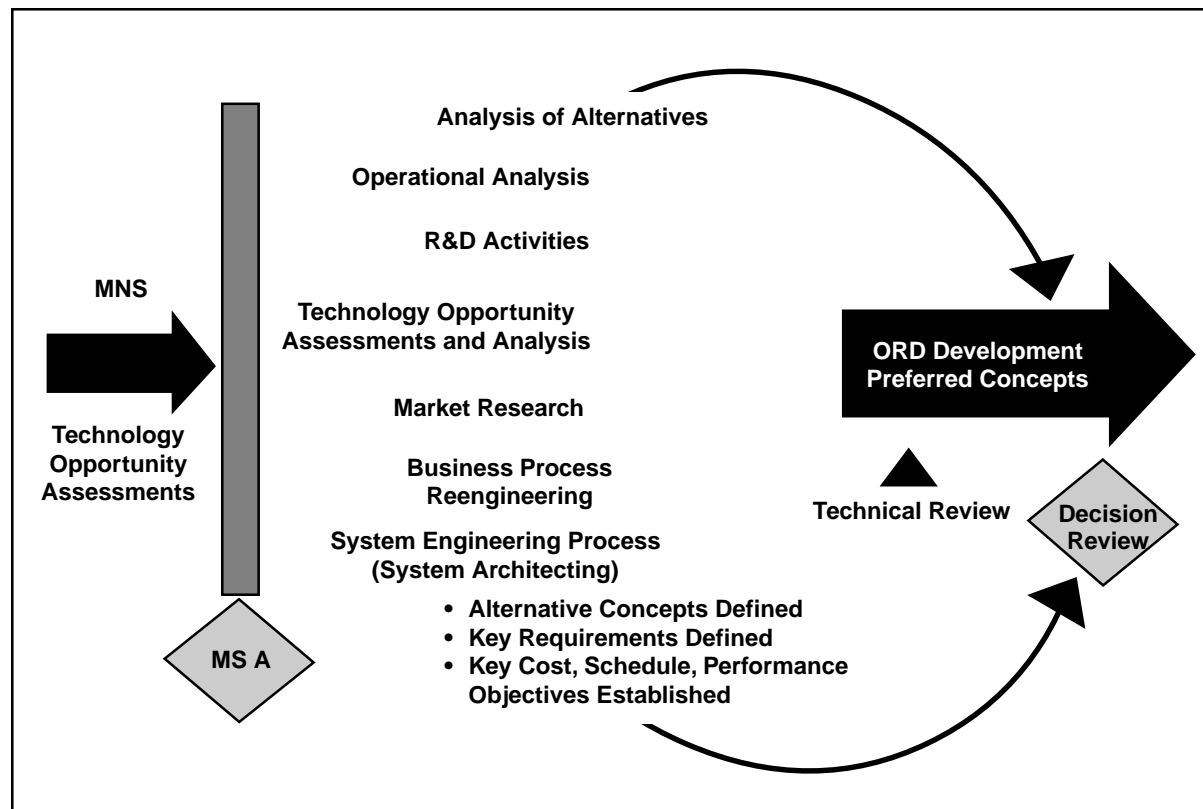 MNS
Technology
Opportunity
Assessments
MS A
Analysis of Alternatives
Operational Analysis
R&D Activities
Technology Opportunity
Assessments and Analysis
Market Research
Business Process
Reengineering
System Engineering Process
(System Architecting)
• Alternative Concepts Defined
• Key Requirements Defined
• Key Cost, Schedule, Performance
Objectives Established
ORD Development
Preferred Concepts
Technical Review
Decision
Review